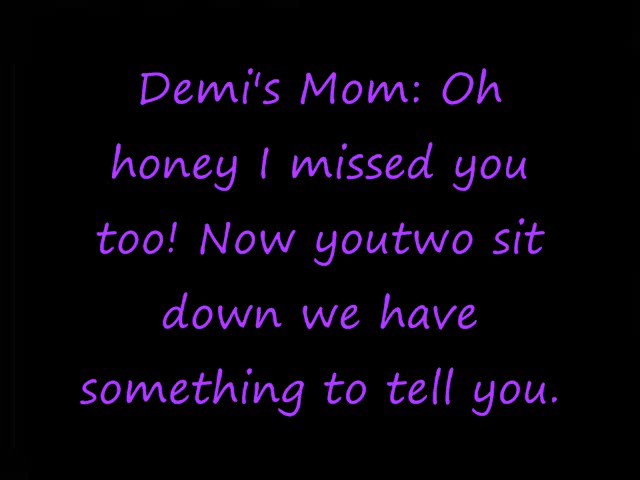 Demi's Mom: Oh
honey I missed you
too! Now youtwo sit
down we have
something to tell you.